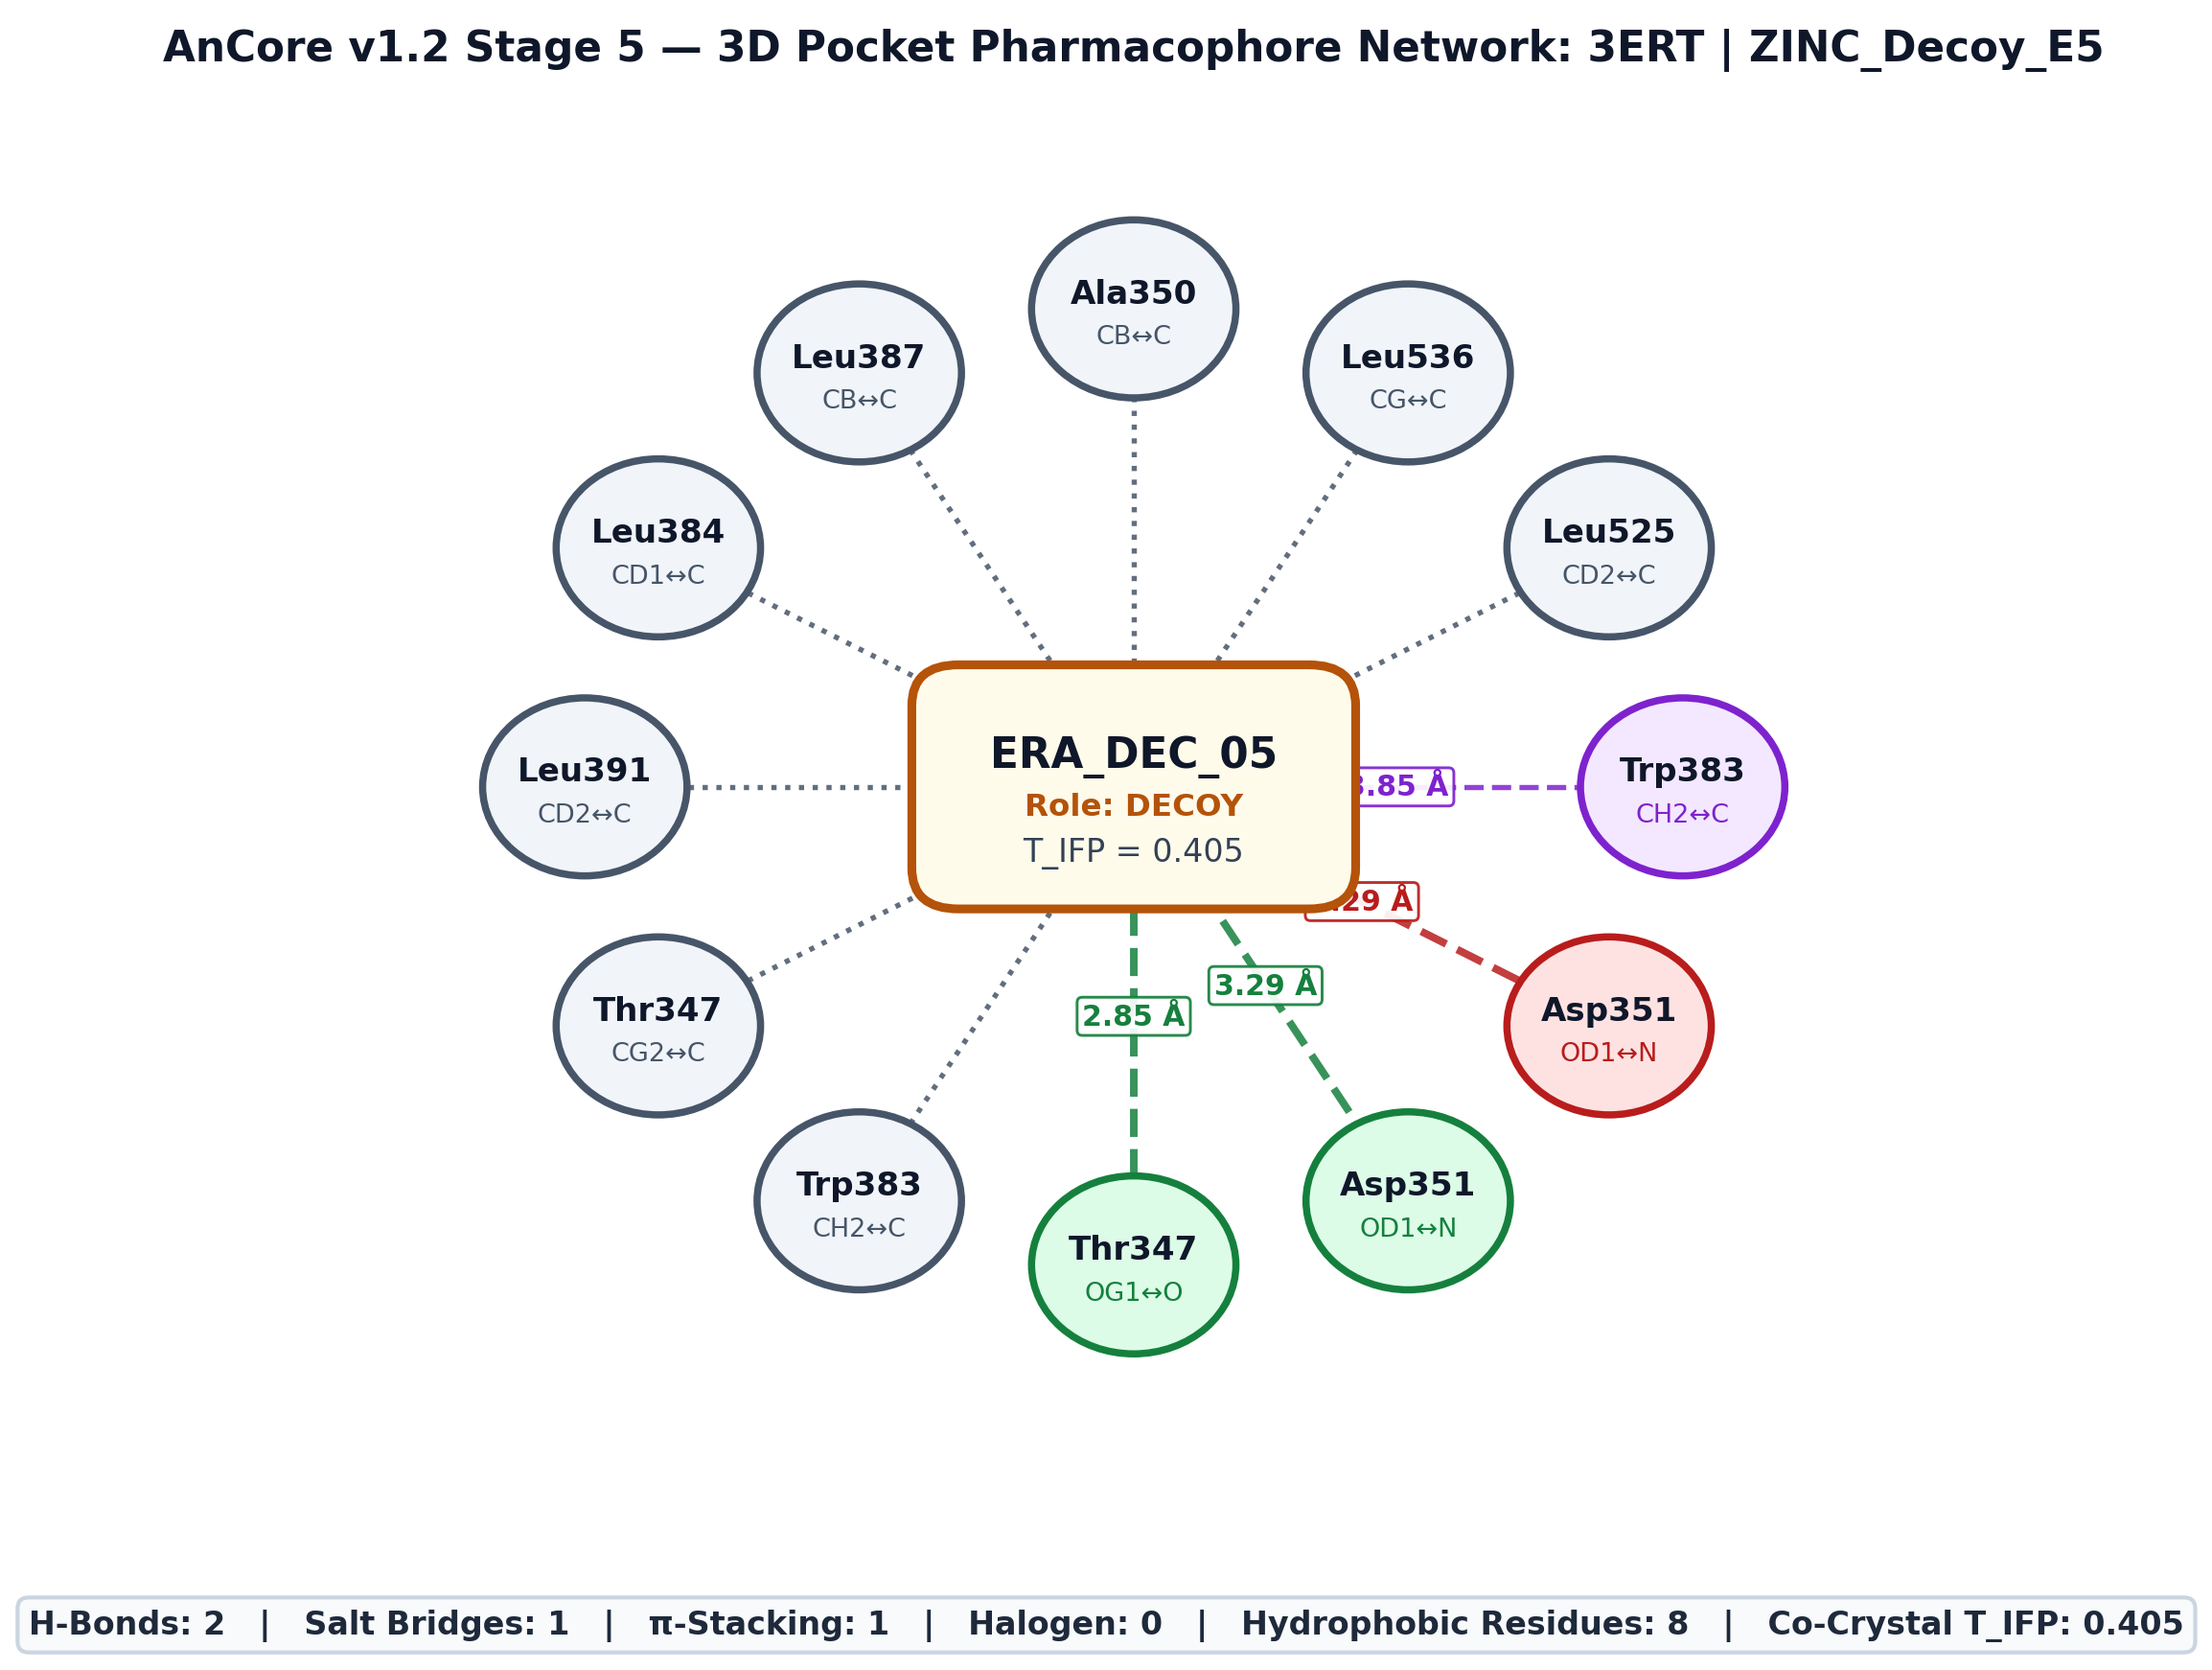 AnCore v1.2 Stage 5 — 3D Pocket Pharmacophore Network: 3ERT | ZINC_Decoy_E5
Ala350
CB↔C
Leu387
CB↔C
Leu536
CG↔C
Leu384
CD1↔C
Leu525
CD2↔C
ERA_DEC_05
Role: DECOY
T_IFP = 0.405
Leu391
CD2↔C
.85 Å
Trp383
CH2↔C
29 Å
Thr347
CG2↔C
2.85 Å
3.29 Å
Asp351
OD1↔N
Trp383
CH2↔C
Thr347
OG1↔O
Asp351
OD1↔N
H-Bonds: 2 | Salt Bridges: 1 | π-Stacking: 1 | Halogen: 0 | Hydrophobic Residues: 8 | Co-Crystal T_IFP: 0.405